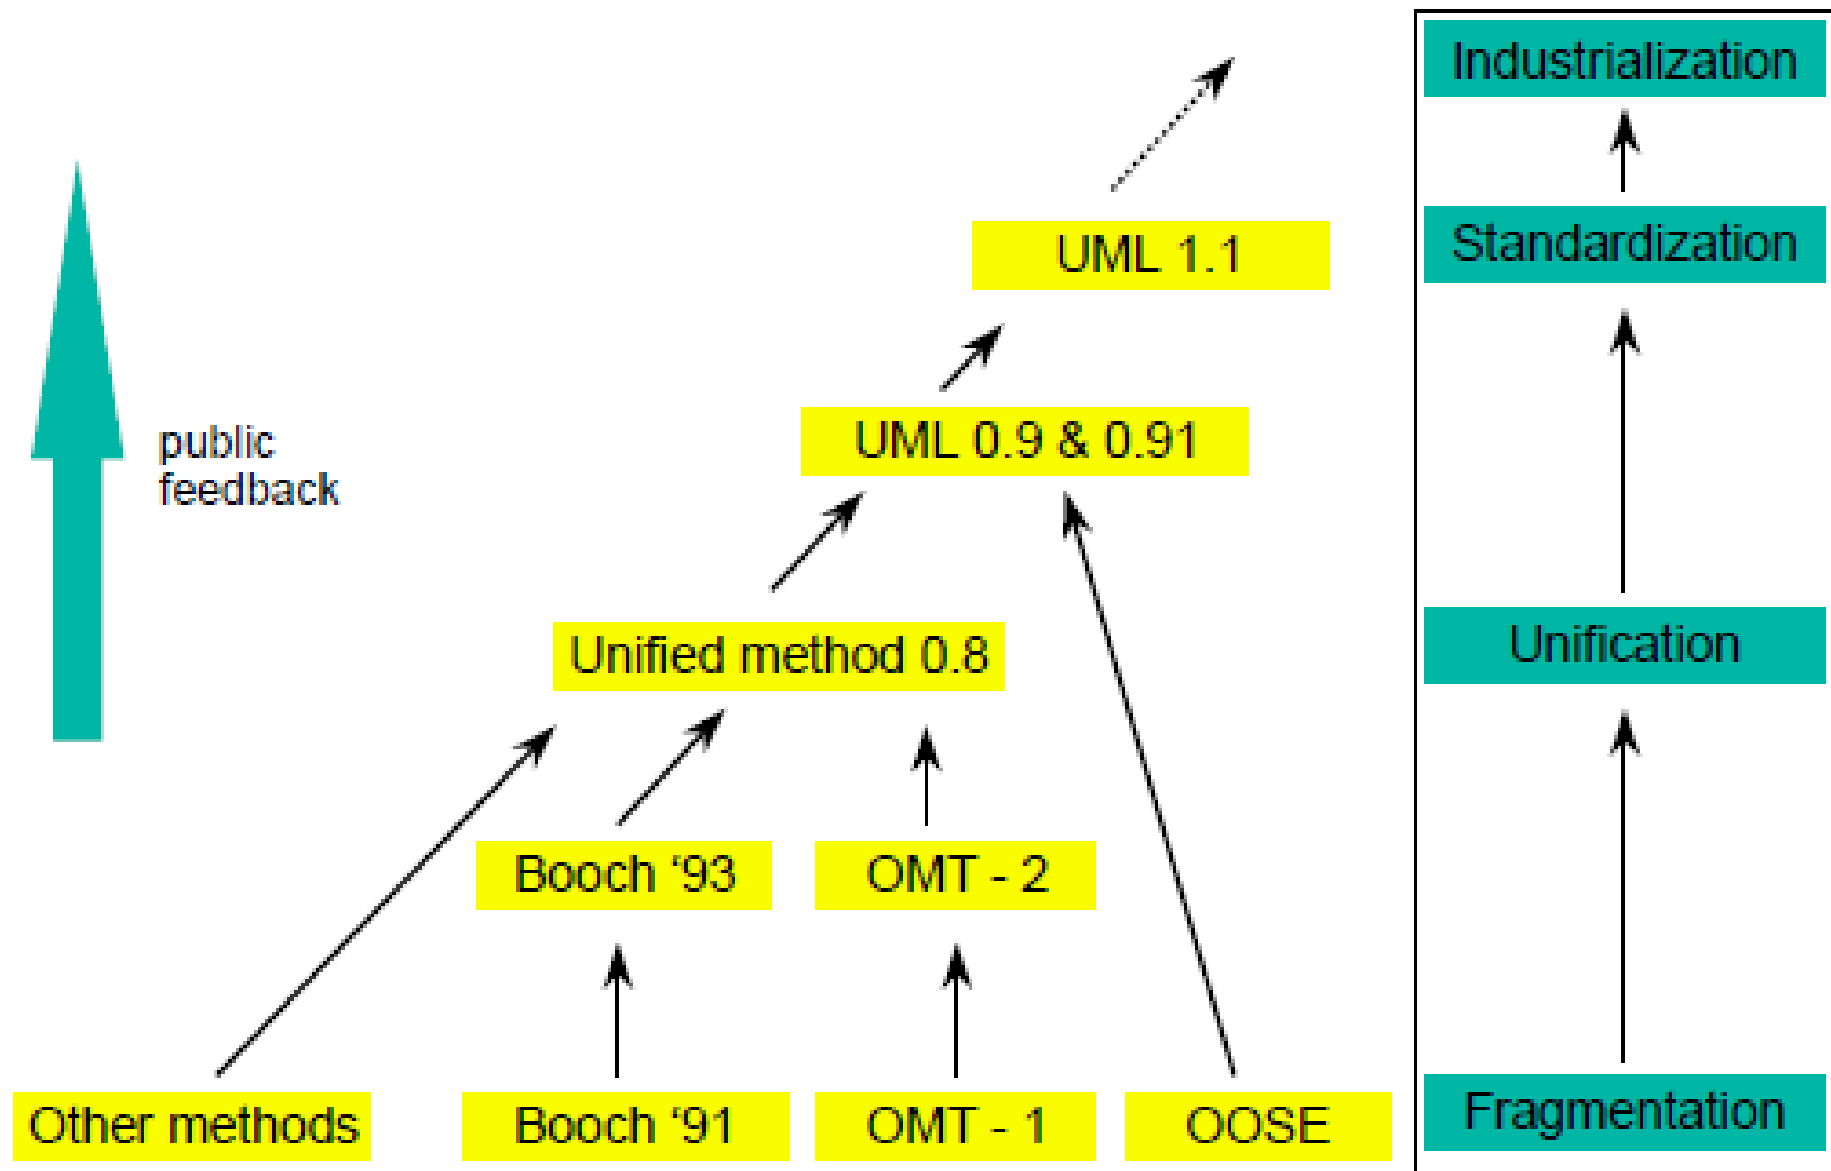 Industrialization
UML 1.1
Standardization
public
feedback
UML 0.9 & 0.91
Unified method 0.8
Unification
Booch ‘93
OMT - 2
Other methods
Booch ‘91
OMT - 1
OOSE
Fragmentation